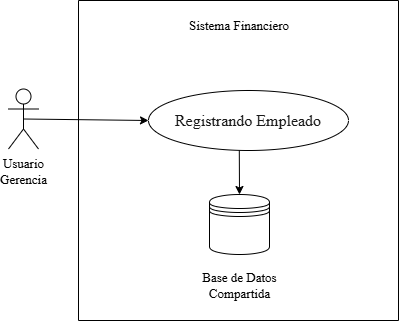 Sistema Financiero
Registrando Empleado
Usuario
Gerencia
Base de Datos
Compartida